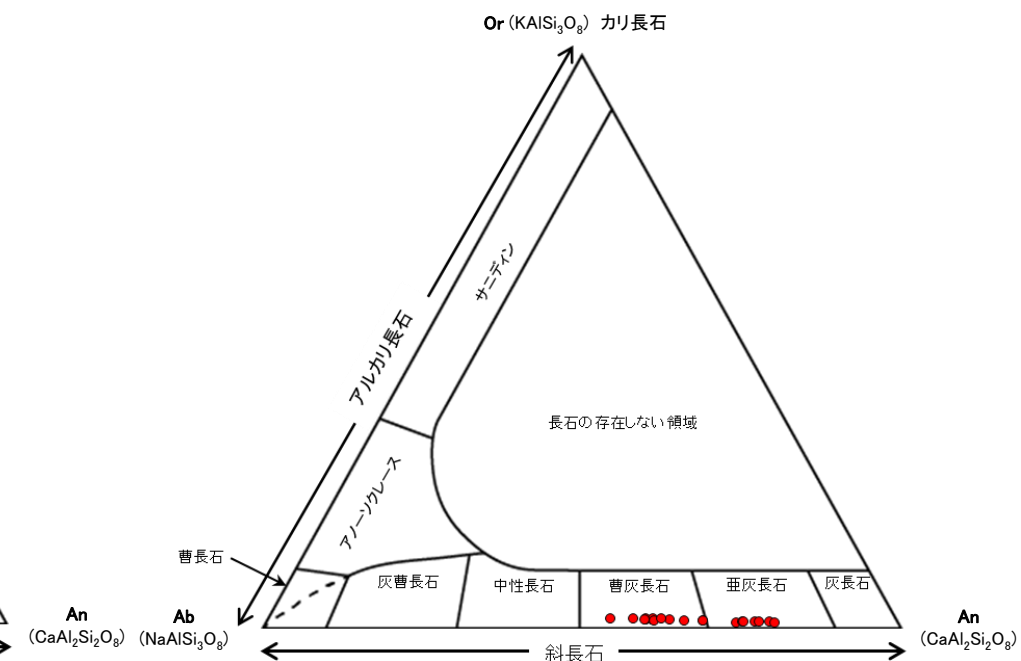 Or (KAlSi₃O₈) カリ長石
サニディン
アルカリ長石
長石の存在しない領域
アノーソクレース
曹長石
灰曹長石
中性長石
曹灰長石
亜灰長石
灰長石
An
(CaAl₂Si₂O₈)
Ab
(NaAlSi₃O₈)
An
(CaAl₂Si₂O₈)
斜長石